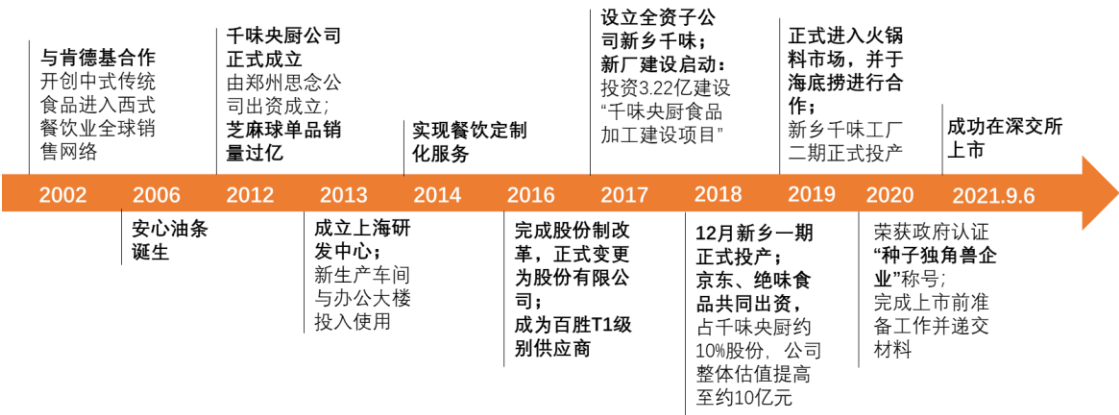 与肯德基合作
开创中式传统
食品进入西式
餐饮业全球销
售网络
千味央厨公司
正式成立
由郑州思念公
司出资成立；
芝麻球单品销
量过亿
实现餐饮定制
化服务
设立全资子公
司新乡千味；
新厂建设启动：
投资3.22亿建设
“千味央厨食品
加工建设项目”
正式进入火锅
料市场，并于
海底捞进行合
作；
新乡千味工厂
二期正式投产
成功在深交所
上市
2002 2006 2012 2013 2014 2016 2017 2018 2019 2020 2021.9.6
安心油条
诞生
成立上海研
发中心；
新生产车间
与办公大楼
投入使用
完成股份制改
革，正式变更
为股份有限公
司；
成为百胜T1级
别供应商
12月新乡一期
正式投产；
京东、绝味食
品共同出资，
占千味央厨约
10%股份，公司
整体估值提高
至约10亿元
荣获政府认证
“种子独角兽企
业”称号；
完成上市前准
备工作并递交
材料